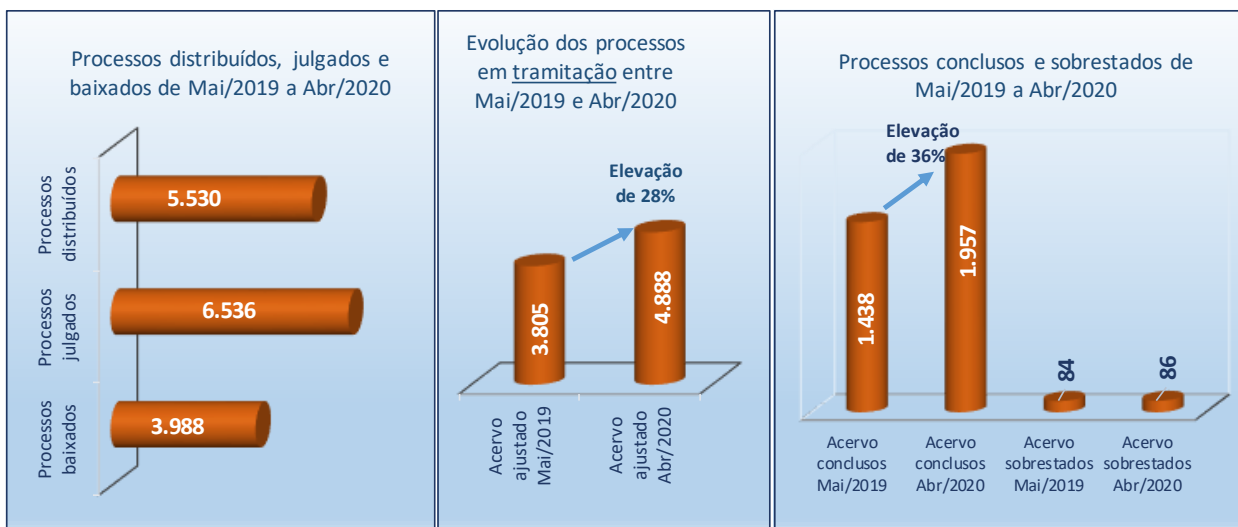 Processos distribuídos, julgados e
baixados de Mai/2019 a Abr/2020
Processos
distribuídos
5.530
Processos
julgados
6.536
Processos
baixados
3.988
Evolução dos processos
em tramitação entre
Mai/2019 e Abr/2020
Elevação
de 28%
3.805
4.888
Acervo
ajustado
Mai/2019
Acervo
ajustado
Abr/2020
Processos conclusos e sobrestados de
Mai/2019 a Abr/2020
Elevação
de 36%
1.438
1.957
84
86
Acervo
conclusos
Mai/2019
Acervo
conclusos
Abr/2020
Acervo
sobrestados
Mai/2019
Acervo
sobrestados
Abr/2020